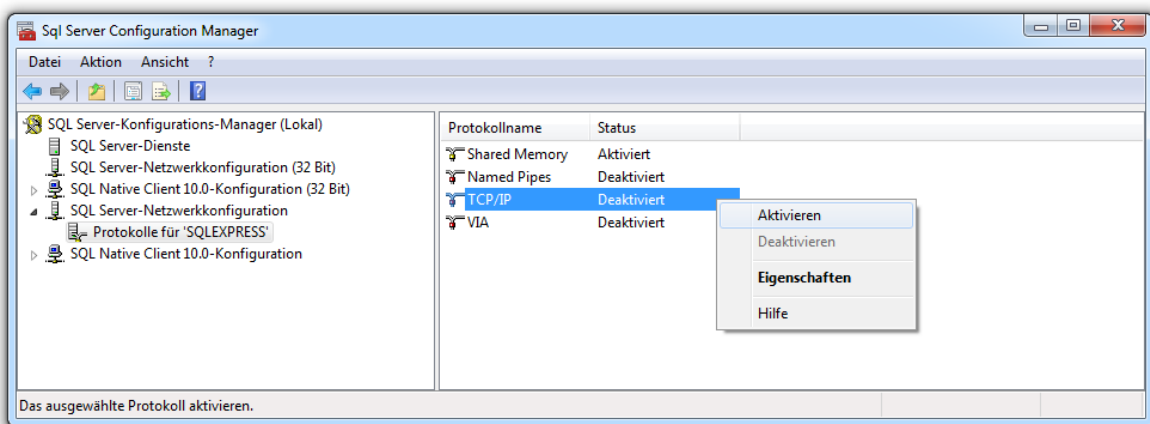 Sql Server Configuration Manager
Datei Aktion Ansicht ?
SQL Server-Konfigurations-Manager (Lokal)
SQL Server-Dienste
SQL Server-Netzwerkkonfiguration (32 Bit)
SQL Native Client 10.0-Konfiguration (32 Bit)
SQL Server-Netzwerkkonfiguration
Protokolle für 'SQLEXPRESS'
SQL Native Client 10.0-Konfiguration
Protokollname Status
Shared Memory Aktiviert
Named Pipes Deaktiviert
TCP/IP Deaktiviert
VIA Deaktiviert
Aktivieren
Deaktivieren
Eigenschaften
Hilfe
Das ausgewählte Protokoll aktivieren.